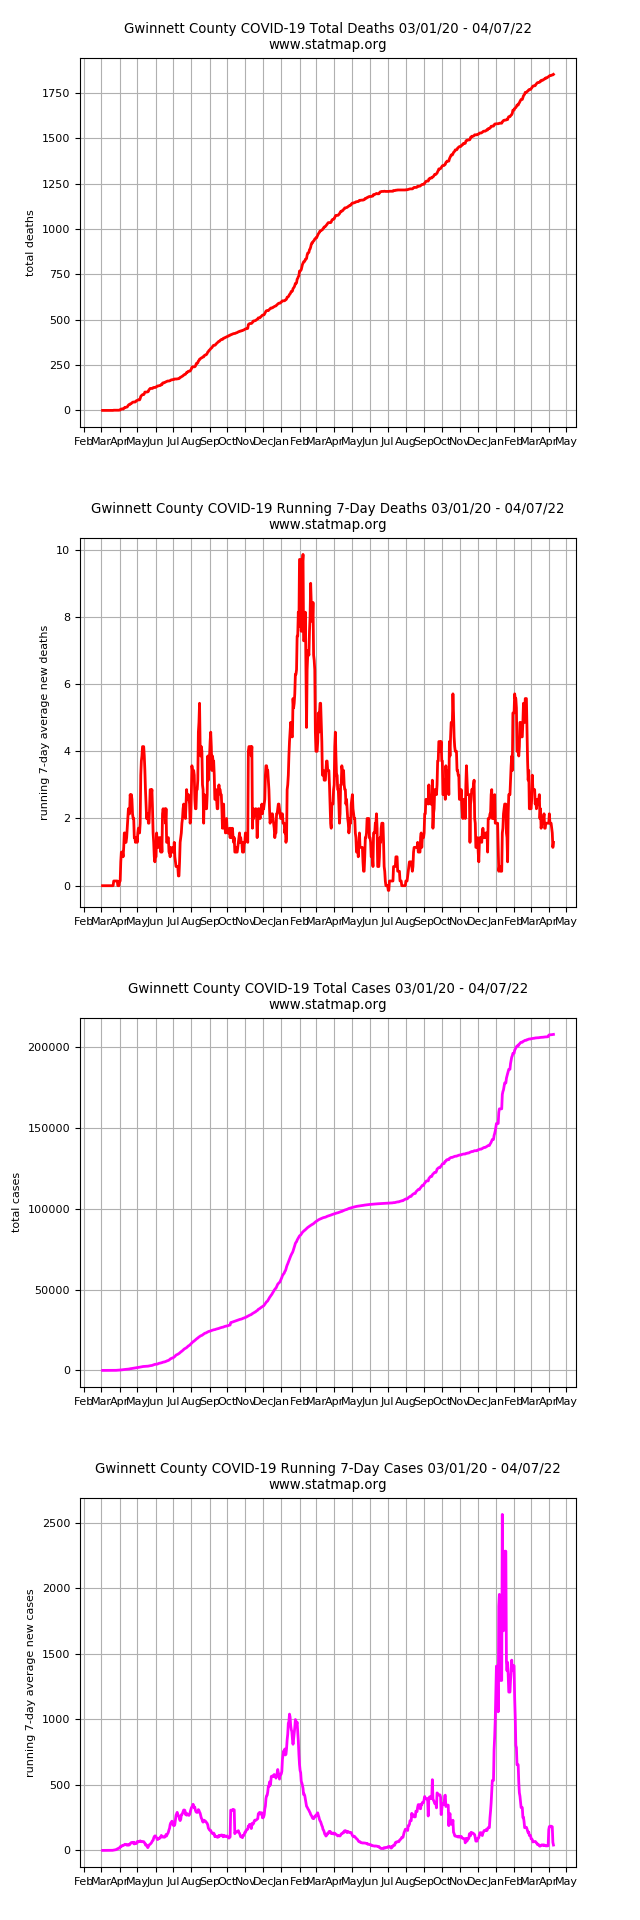 Gwinnett County COVID-19 Total Deaths 03/01/20 - 04/07/22
www.statmap.org
total deaths
1750
1500
1250
1000
750
500
250
0
Feb Mar Apr May Jun Jul Aug Sep Oct Nov Dec Jan Feb Mar Apr May Jun Jul Aug Sep Oct Nov Dec Jan Feb Mar Apr May
Gwinnett County COVID-19 Running 7-Day Deaths 03/01/20 - 04/07/22
www.statmap.org
running 7-day average new deaths
10
8
6
4
2
0
Feb Mar Apr May Jun Jul Aug Sep Oct Nov Dec Jan Feb Mar Apr May Jun Jul Aug Sep Oct Nov Dec Jan Feb Mar Apr May
Gwinnett County COVID-19 Total Cases 03/01/20 - 04/07/22
www.statmap.org
total cases
200000
150000
100000
50000
0
Feb Mar Apr May Jun Jul Aug Sep Oct Nov Dec Jan Feb Mar Apr May Jun Jul Aug Sep Oct Nov Dec Jan Feb Mar Apr May
Gwinnett County COVID-19 Running 7-Day Cases 03/01/20 - 04/07/22
www.statmap.org
running 7-day average new cases
2500
2000
1500
1000
500
0
Feb Mar Apr May Jun Jul Aug Sep Oct Nov Dec Jan Feb Mar Apr May Jun Jul Aug Sep Oct Nov Dec Jan Feb Mar Apr May